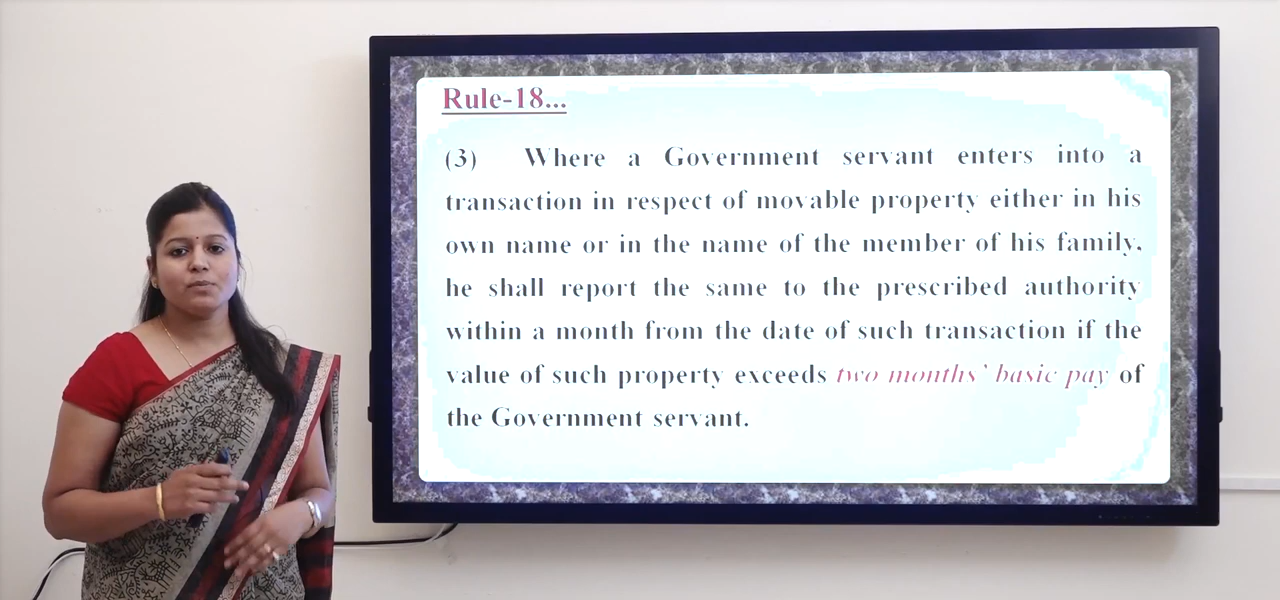 Rule-18...
(3) Where a Government servant enters into a
transaction in respect of movable property either in his
own name or in the name of the member of his family,
he shall report the same to the prescribed authority
within a month from the date of such transaction if the
value of such property exceeds two months' basic pay of
the Government servant.